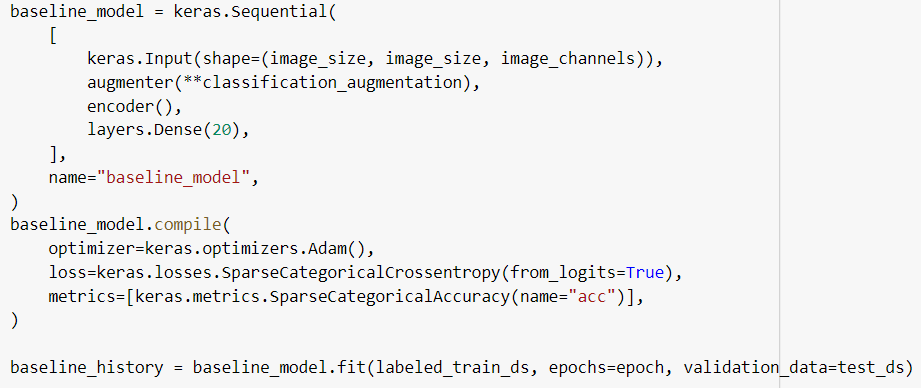 baseline_model = keras.Sequential(
    [
        keras.Input(shape=(image_size, image_size, image_channels)),
        augmenter(**classification_augmentation),
        encoder(),
        layers.Dense(20),
    ],
    name="baseline_model",
)
baseline_model.compile(
    optimizer=keras.optimizers.Adam(),
    loss=keras.losses.SparseCategoricalCrossentropy(from_logits=True),
    metrics=[keras.metrics.SparseCategoricalAccuracy(name="acc")],
)

baseline_history = baseline_model.fit(labeled_train_ds, epochs=epoch, validation_data=test_ds)